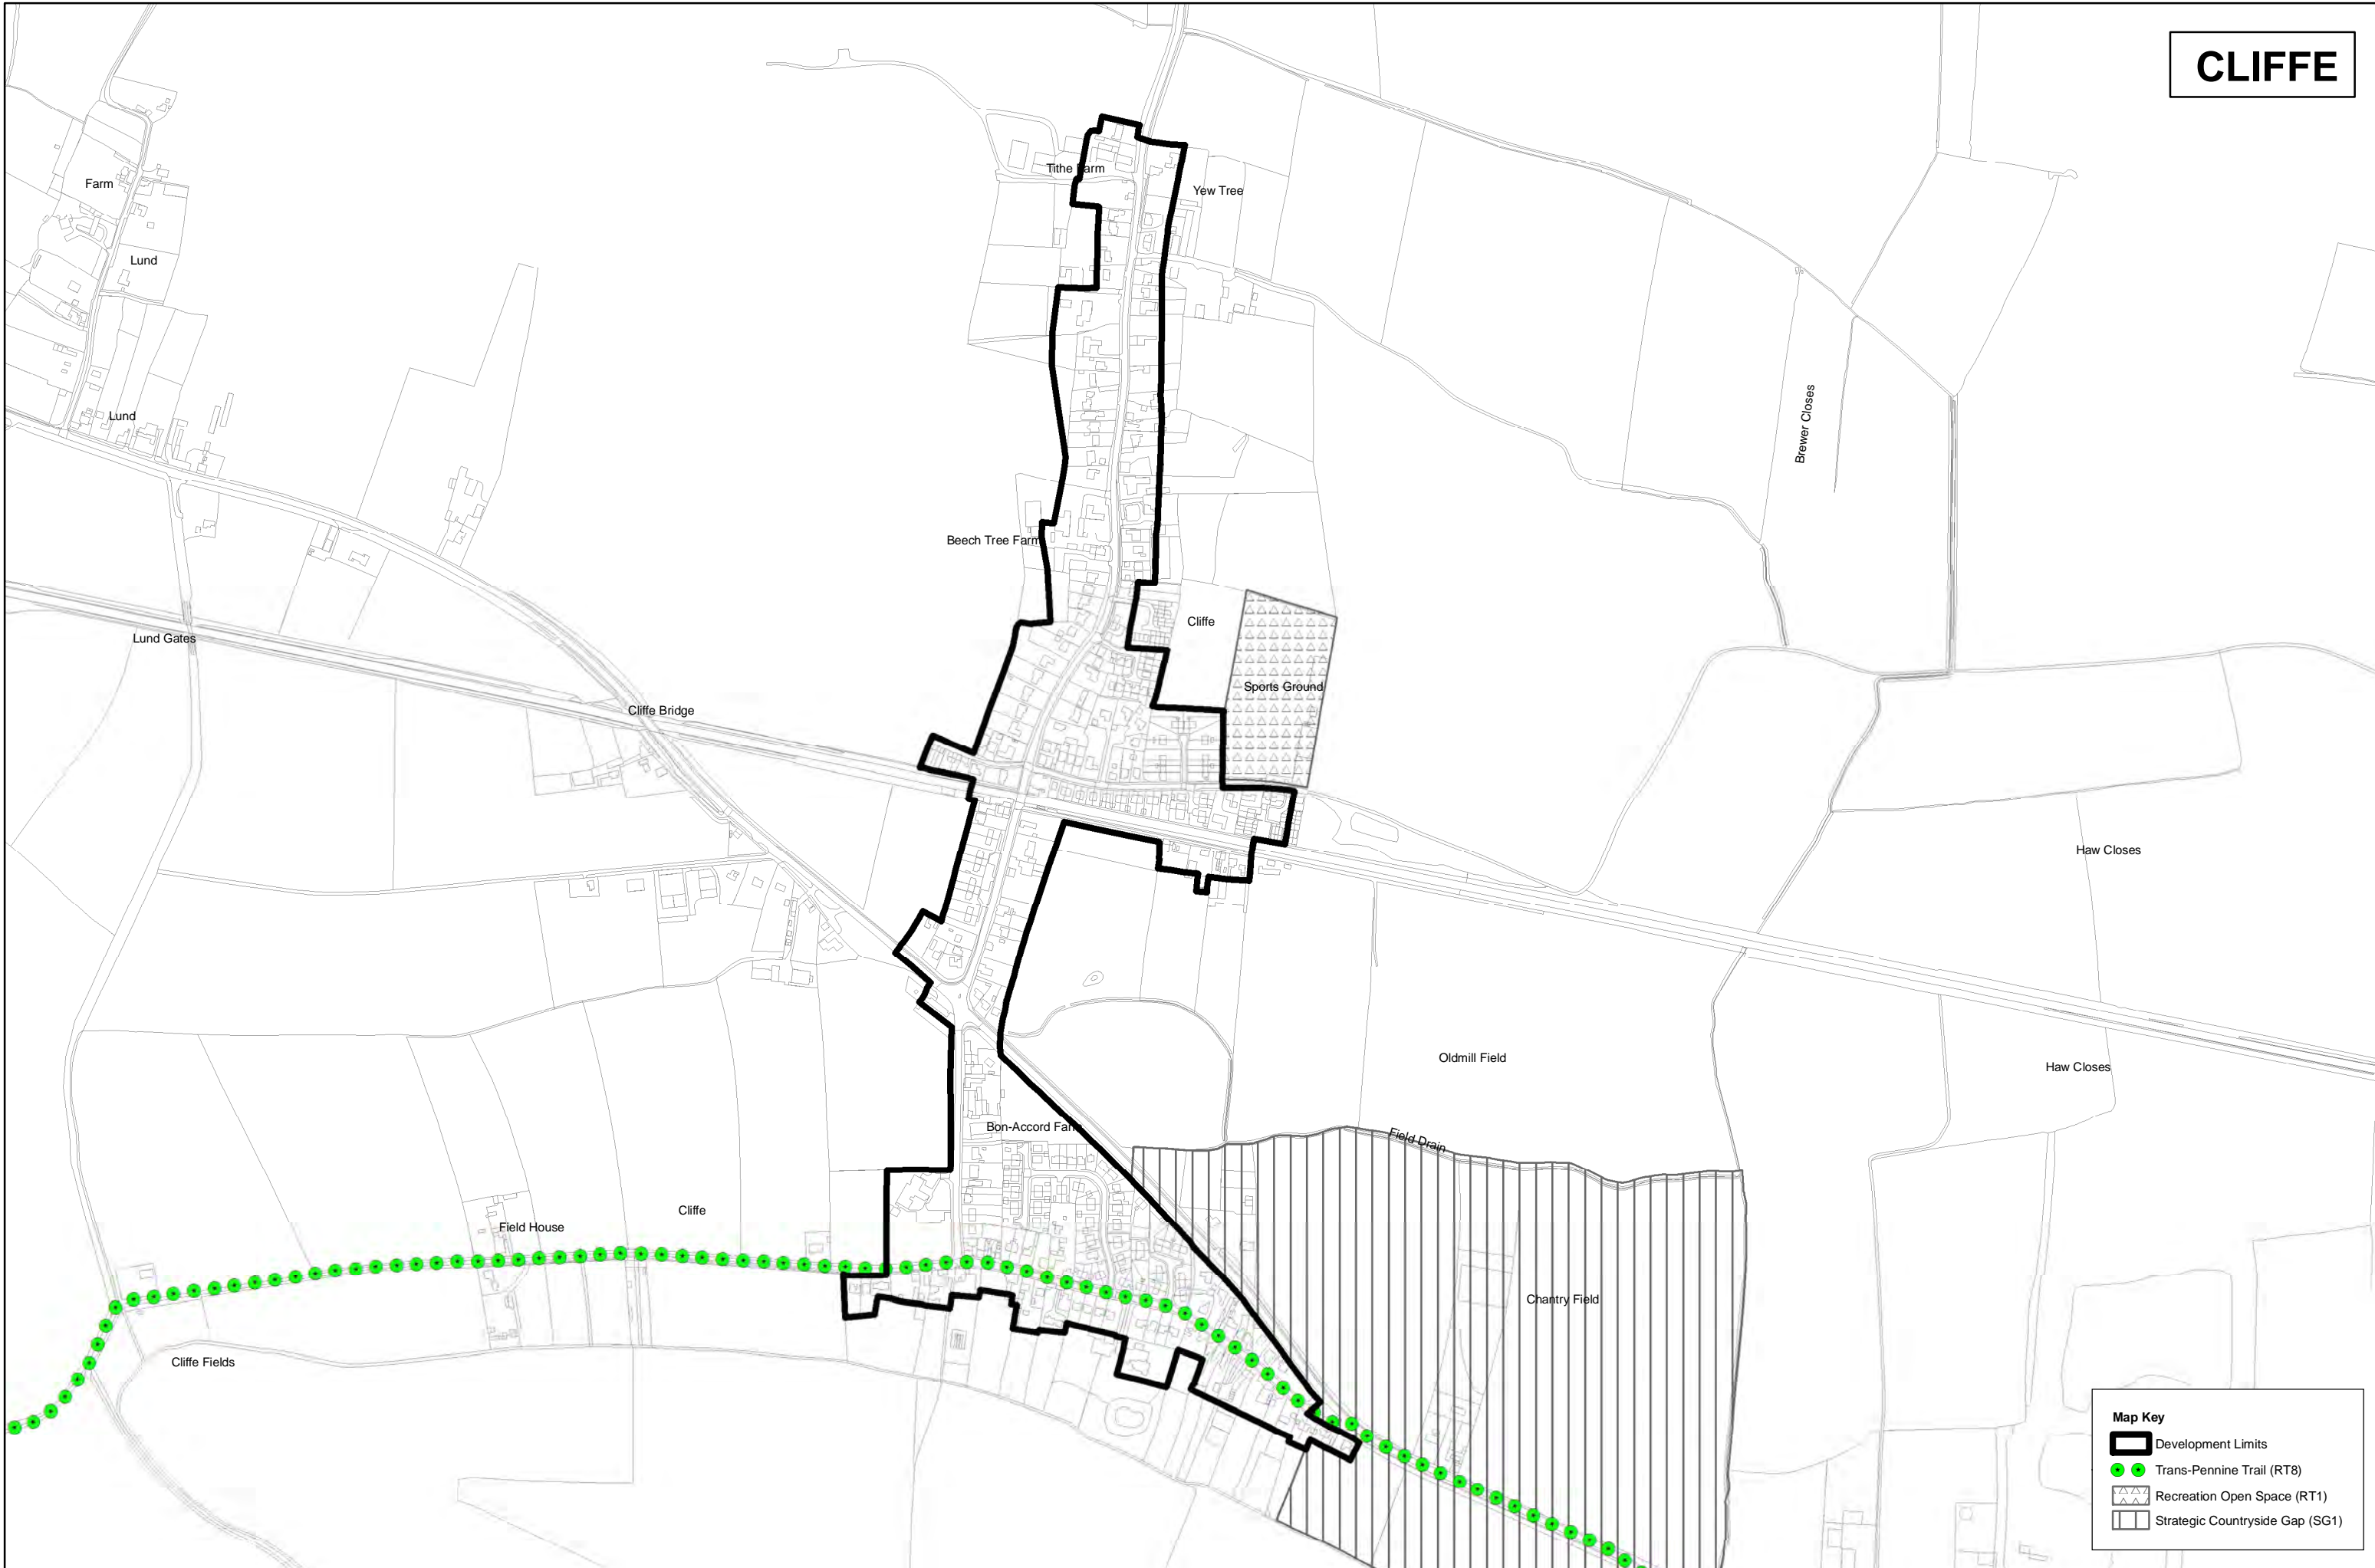 CLIFFE
Tithe Farm
Farm
Yew Tree
Lund
Lund
Brewer Closes
Beech Tree Farm
Cliffe
Lund Gates
Sports Ground
Cliffe Bridge
Haw Closes
Oldmill Field
Haw Closes
Bon-Accord Farm
Field Drain
Cliffe
Field House
Chantry Field
Cliffe Fields
Map Key
Development Limits
Trans-Pennine Trail (RT8)
Recreation Open Space (RT1)
Strategic Countryside Gap (SG1)